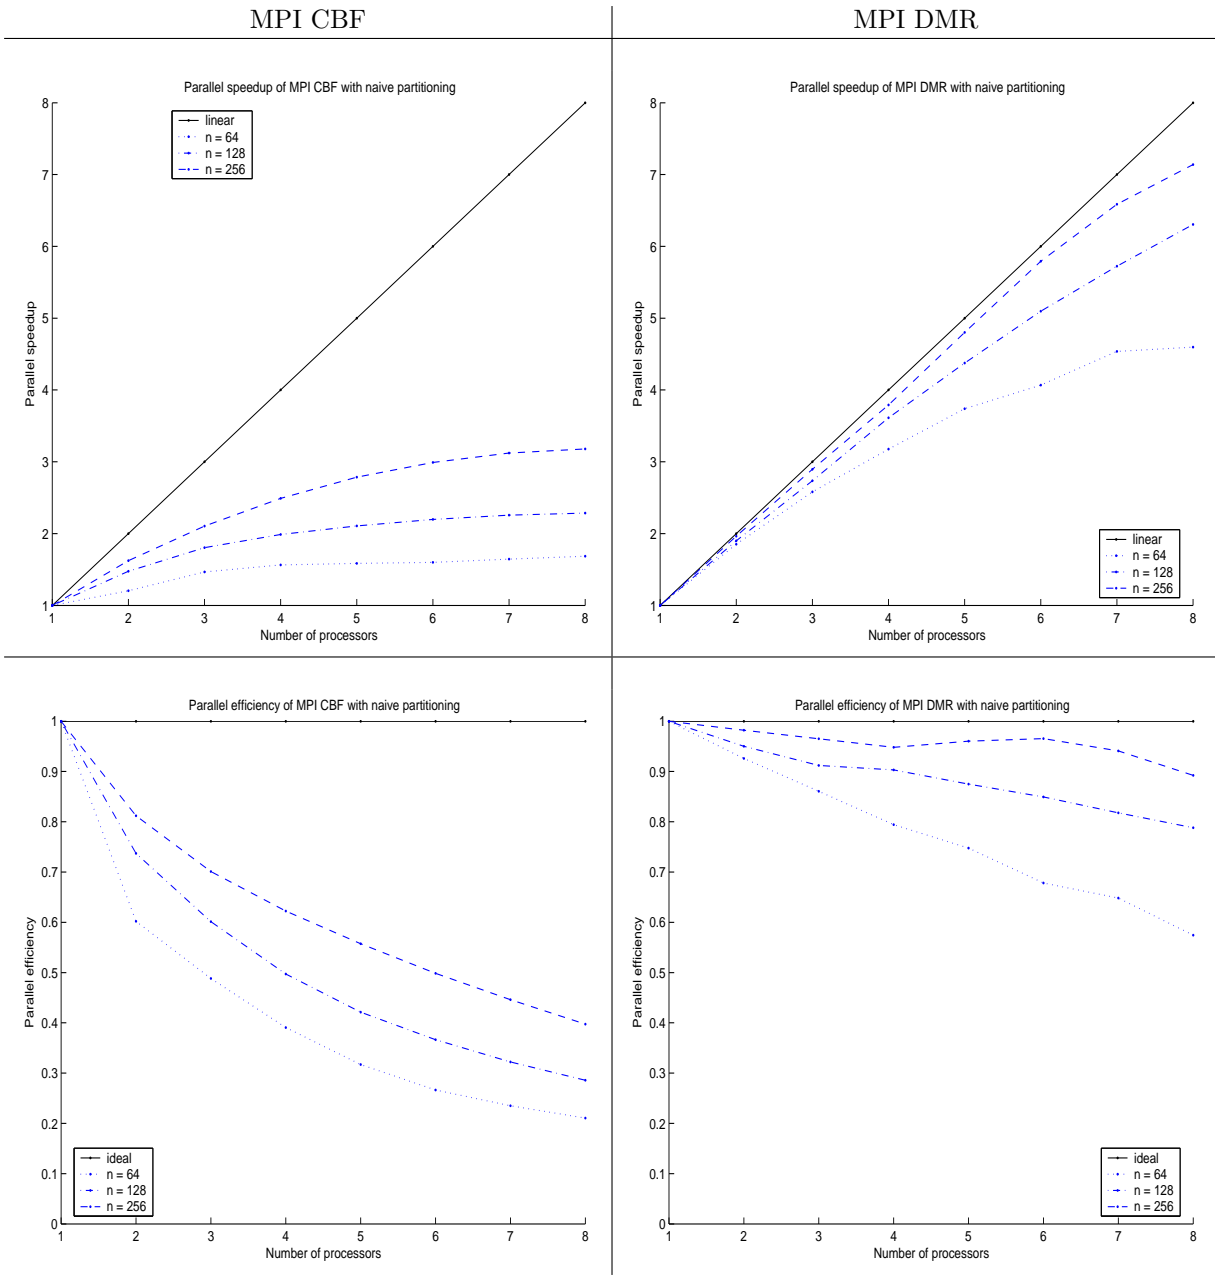 MPI CBF
MPI DMR
Parallel speedup of MPI CBF with naive partitioning
8
7
6
5
4
3
2
1
Parallel speedup
linear
n = 64
n = 128
n = 256
1 2 3 4 5 6 7 8
Number of processors
Parallel speedup of MPI DMR with naive partitioning
8
7
6
5
4
3
2
1
Parallel speedup
linear
n = 64
n = 128
n = 256
1 2 3 4 5 6 7 8
Number of processors
Parallel efficiency of MPI CBF with naive partitioning
1
0.9
0.8
0.7
0.6
0.5
0.4
0.3
0.2
0.1
0
Parallel efficiency
ideal
n = 64
n = 128
n = 256
1 2 3 4 5 6 7 8
Number of processors
Parallel efficiency of MPI DMR with naive partitioning
1
0.9
0.8
0.7
0.6
0.5
0.4
0.3
0.2
0.1
0
Parallel efficiency
ideal
n = 64
n = 128
n = 256
1 2 3 4 5 6 7 8
Number of processors